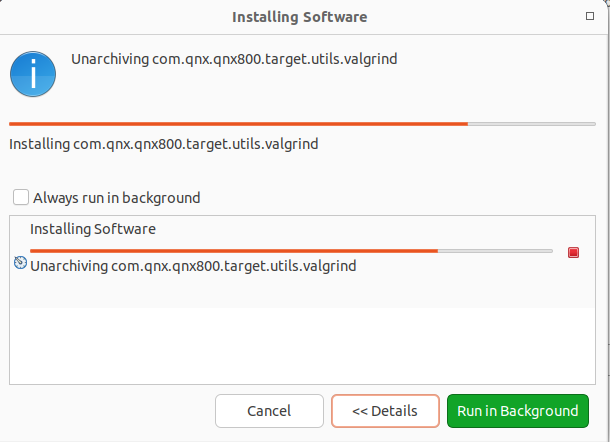 Installing Software
Unarchiving com.qnx.qnx800.target.utils.valgrind
Installing com.qnx.qnx800.target.utils.valgrind
Always run in background
Installing Software
Unarchiving com.qnx.qnx800.target.utils.valgrind
Cancel
<< Details
Run in Background